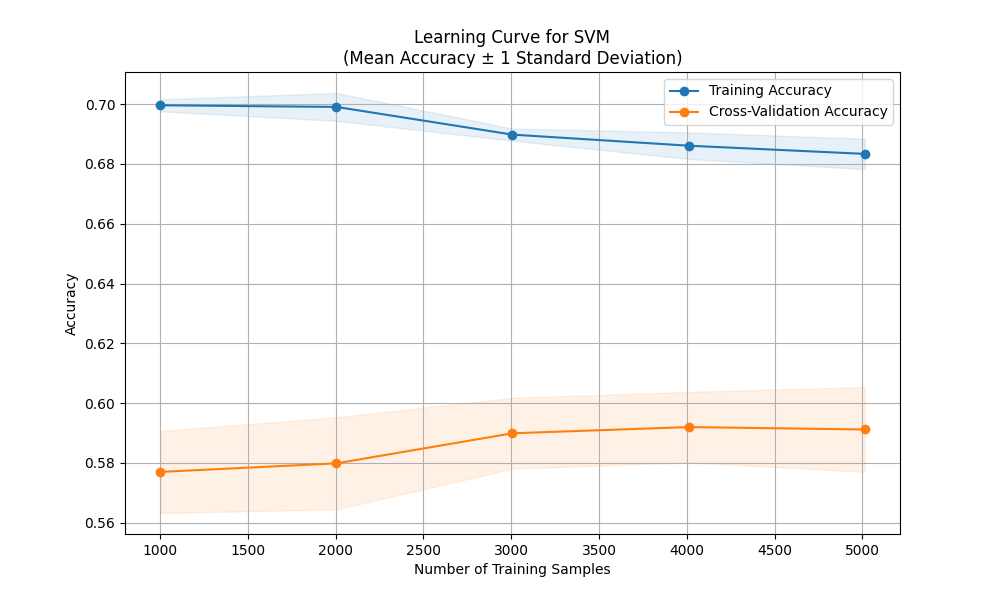 Learning Curve for SVM
(Mean Accuracy ± 1 Standard Deviation)
Training Accuracy
Cross-Validation Accuracy
Accuracy
0.70
0.68
0.66
0.64
0.62
0.60
0.58
0.56
1000 1500 2000 2500 3000 3500 4000 4500 5000
Number of Training Samples